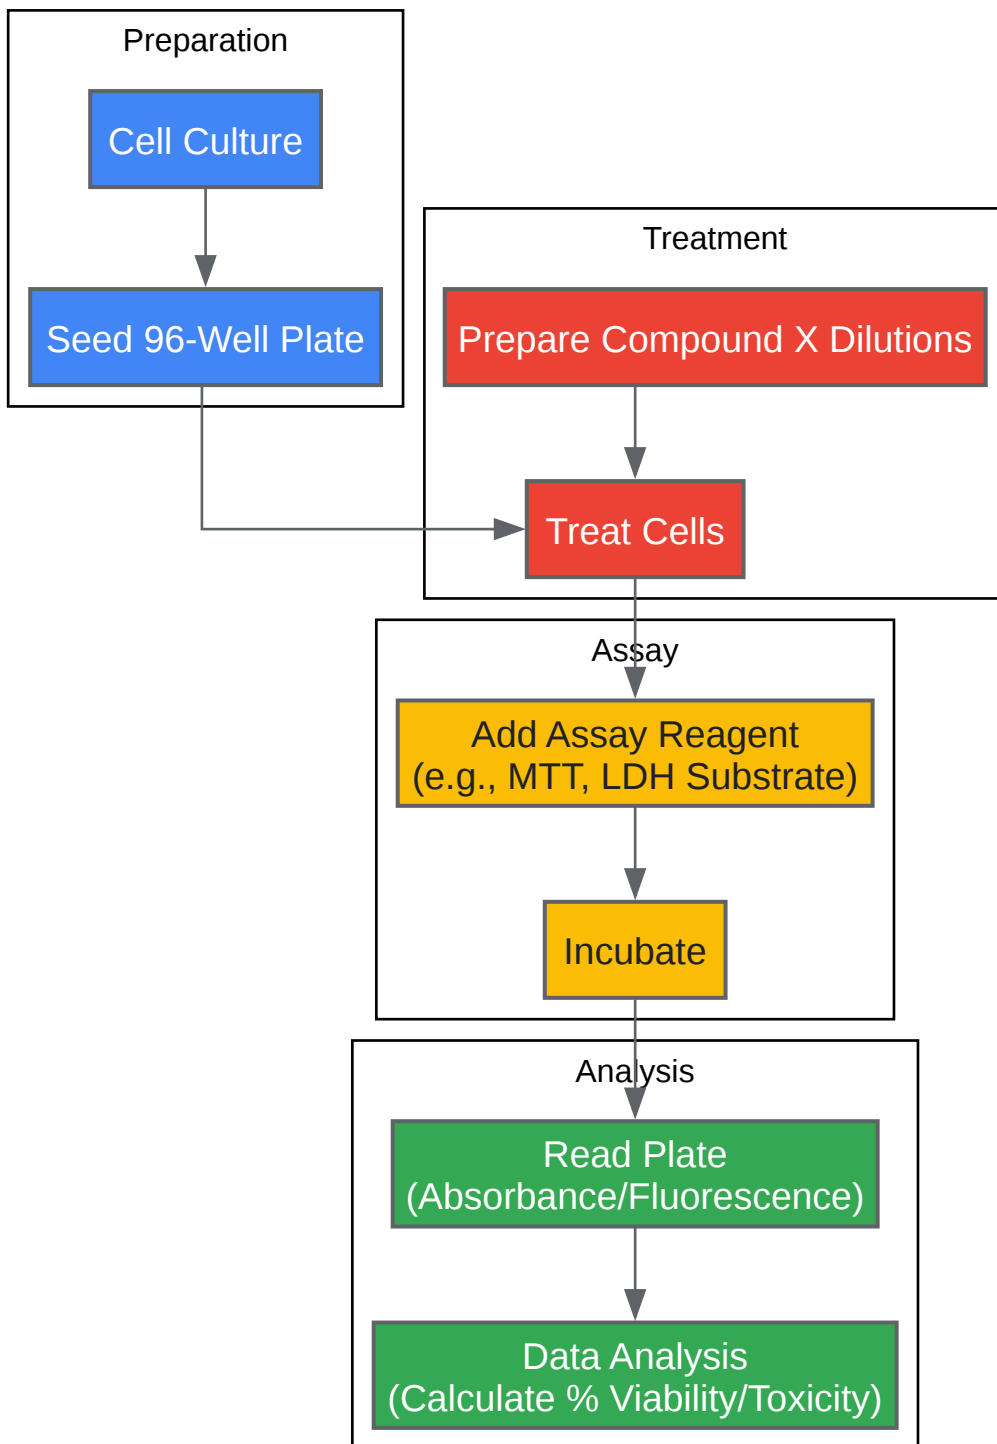 Preparation
Cell Culture
Seed 96-Well Plate
Treatment
Prepare Compound X Dilutions
Treat Cells
Assay
Add Assay Reagent
(e.g., MTT, LDH Substrate)
Incubate
Analysis
Read Plate
(Absorbance/Fluorescence)
Data Analysis
(Calculate % Viability/Toxicity)